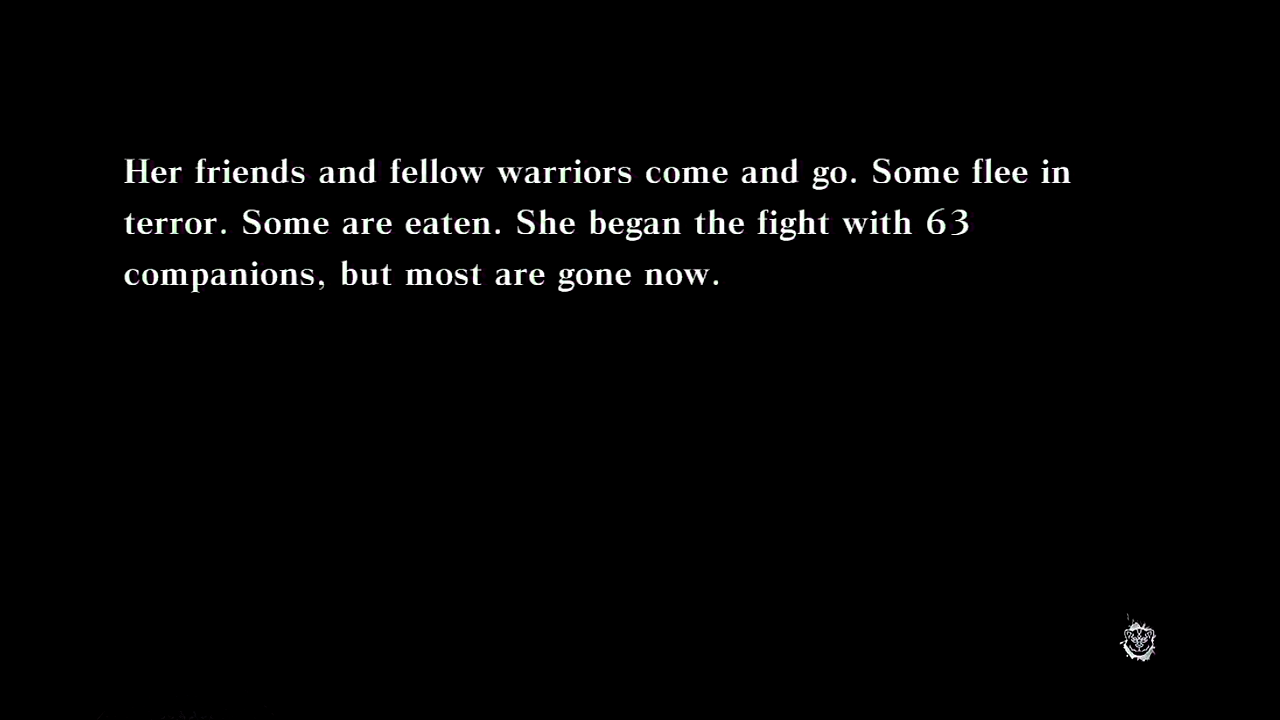 Her friends and fellow warriors come and go. Some flee in
terror. Some are eaten. She began the fight with 63
companions, but most are gone now.